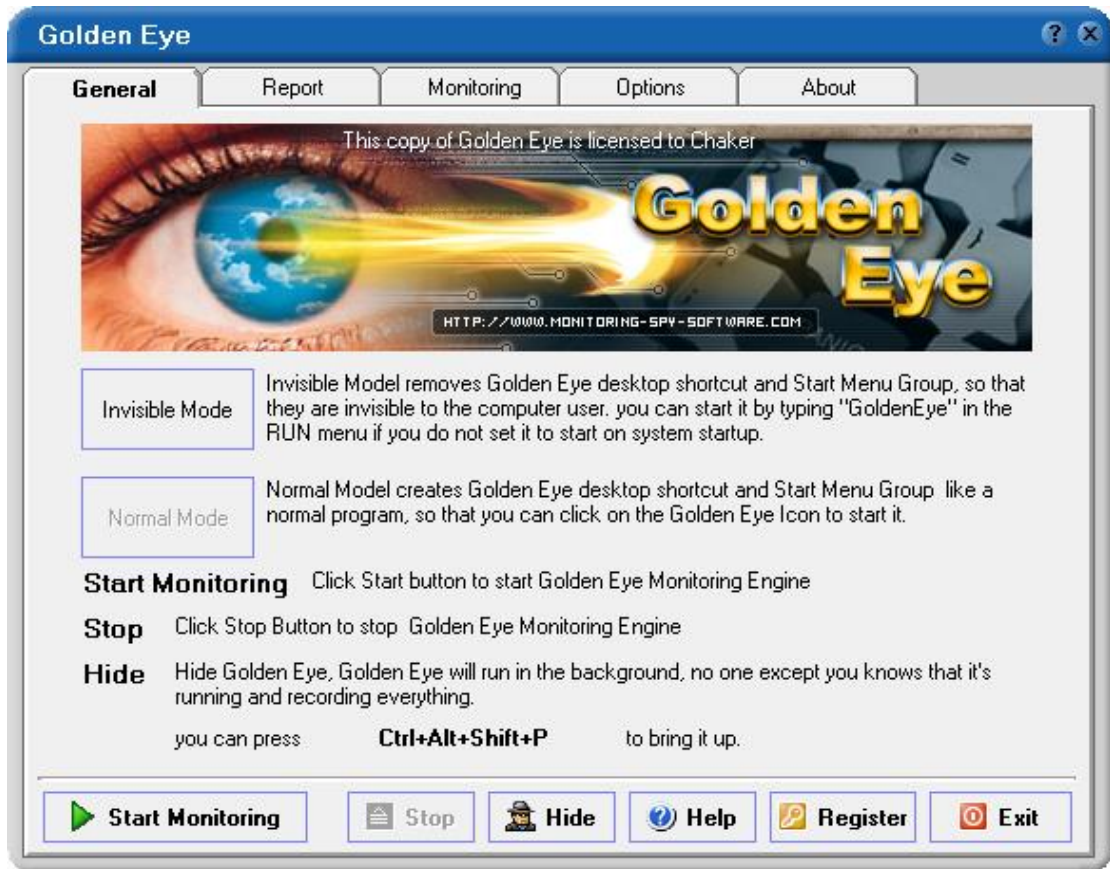 Golden Eye
General Report Monitoring Options About
This copy of Golden Eye is licensed to Chaker
Golden
Eye
HTTP://WWW.MONITORING-SPY-SOFTWARE.COM
Invisible Mode
Invisible Model removes Golden Eye desktop shortcut and Start Menu Group, so that
they are invisible to the computer user. you can start it by typing "GoldenEye" in the
RUN menu if you do not set it to start on system startup.
Normal Mode
Normal Model creates Golden Eye desktop shortcut and Start Menu Group like a
normal program, so that you can click on the Golden Eye Icon to start it.
Start Monitoring Click Start button to start Golden Eye Monitoring Engine
Stop Click Stop Button to stop Golden Eye Monitoring Engine
Hide Hide Golden Eye, Golden Eye will run in the background, no one except you knows that it's
running and recording everything.
you can press Ctrl+Alt+Shift+P to bring it up.
Start Monitoring Stop Hide Help Register Exit